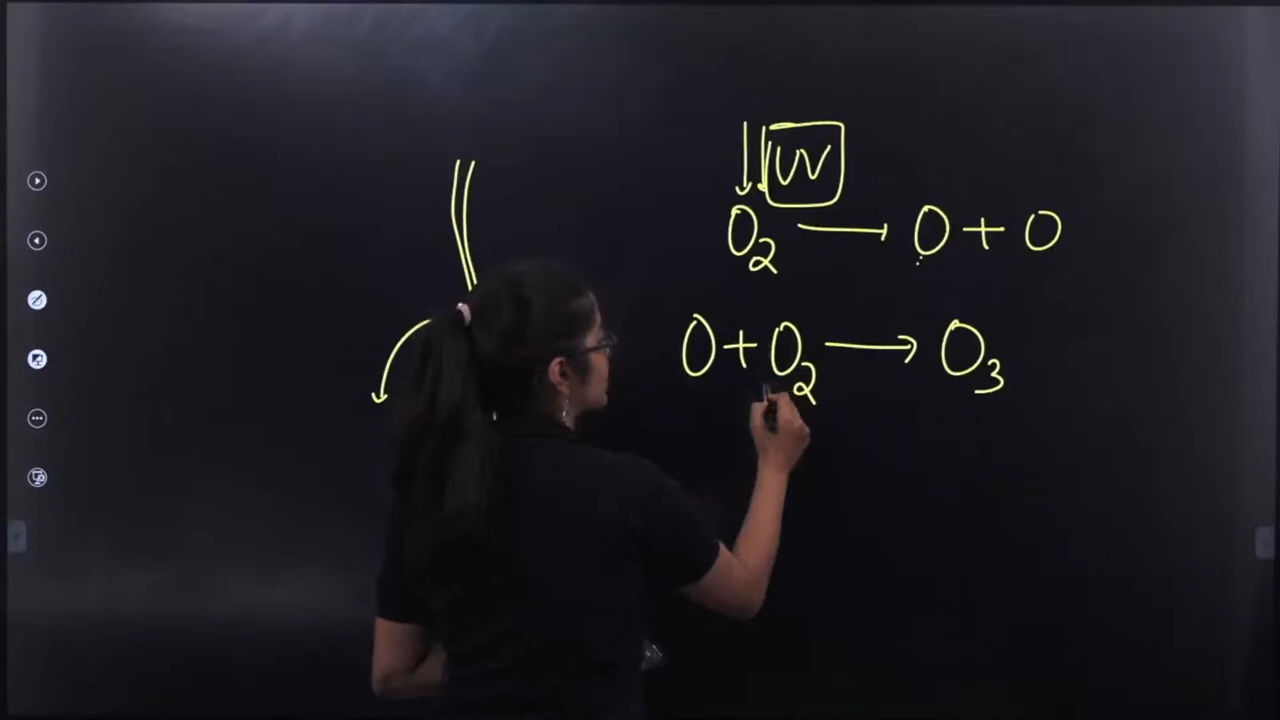 UV
O₂ → O + O
O + O₂ → O₃